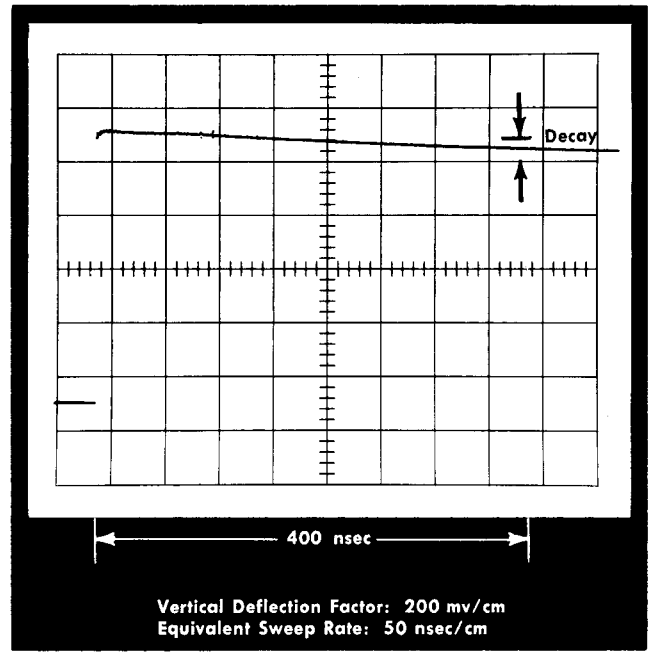 Decay
400 nsec
Vertical Deflection Factor: 200 mv/cm
Equivalent Sweep Rate: 50 nsec/cm